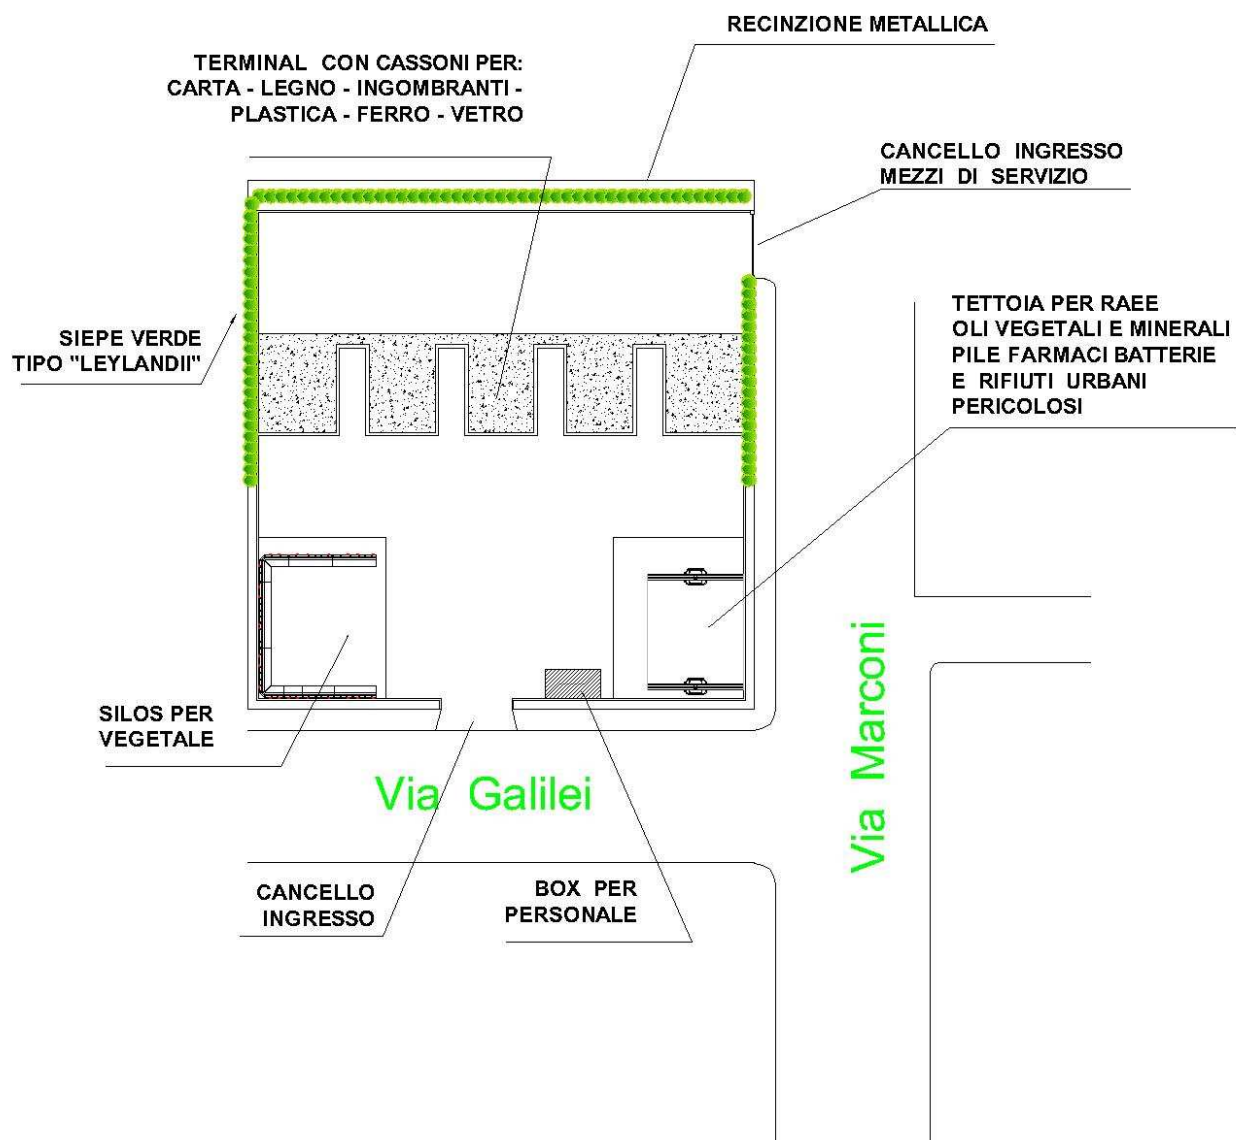 RECINZIONE METALLICA
TERMINAL CON CASSONI PER:
CARTA - LEGNO - INGOMBRANTI -
PLASTICA - FERRO - VETRO
CANCELLO INGRESSO
MEZZI DI SERVIZIO
SIEPE VERDE
TIPO "LEYLANDII"
TETTOIA PER RAEE
OLI VEGETALI E MINERALI
PILE FARMACI BATTERIE
E RIFIUTI URBANI
PERICOLOSI
SILOS PER
VEGETALE
Via Galilei
Via Marconi
CANCELLO
INGRESSO
BOX PER
PERSONALE